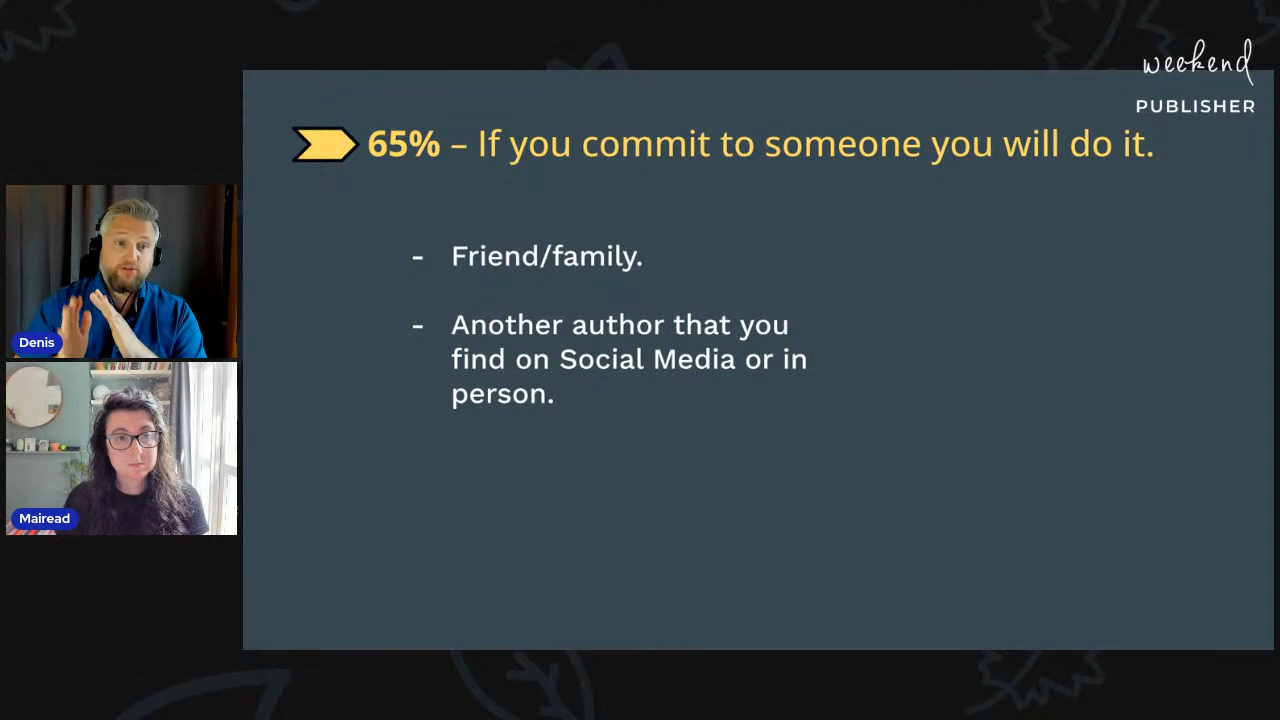 weekend
PUBLISHER
65% – If you commit to someone you will do it.
- Friend/family.
- Another author that you
find on Social Media or in
person.
Denis
Mairead